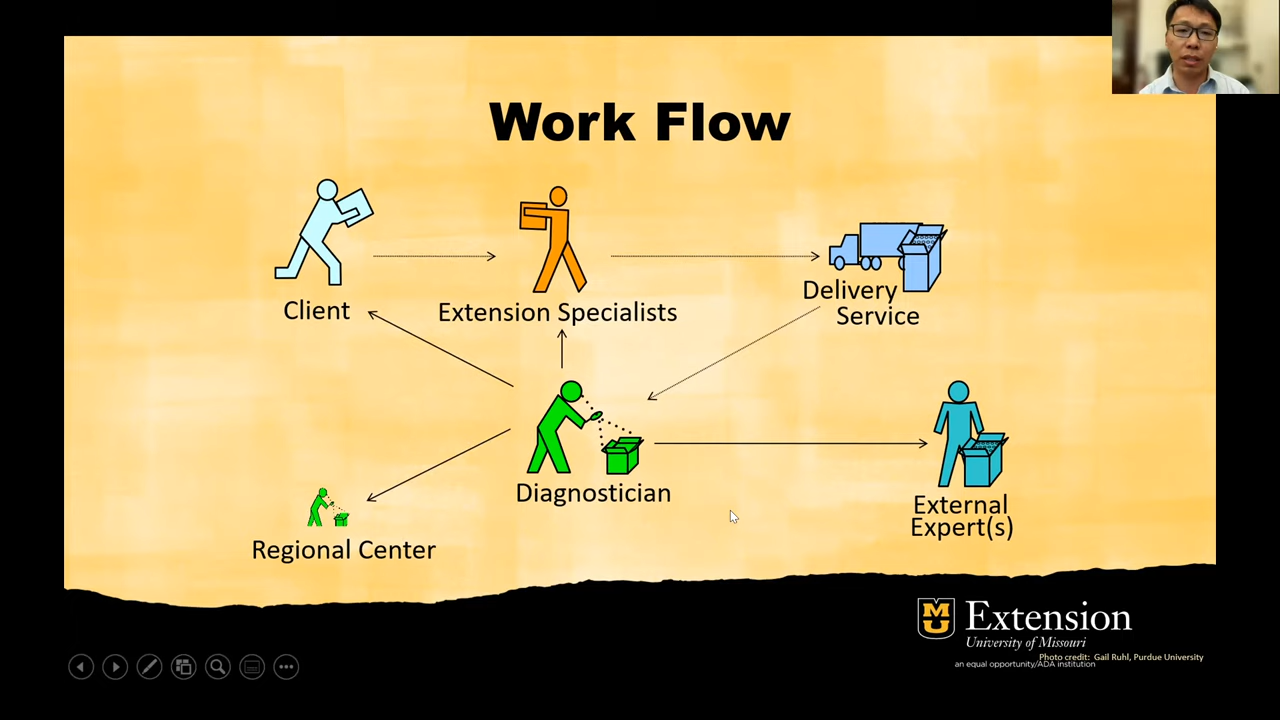 Work Flow
Client
Extension Specialists
Delivery
Service
Diagnostician
External
Expert(s)
Regional Center
MU
Extension
University of Missouri
Photo credit: Gail Ruhl, Purdue University
an equal opportunity/ADA institution